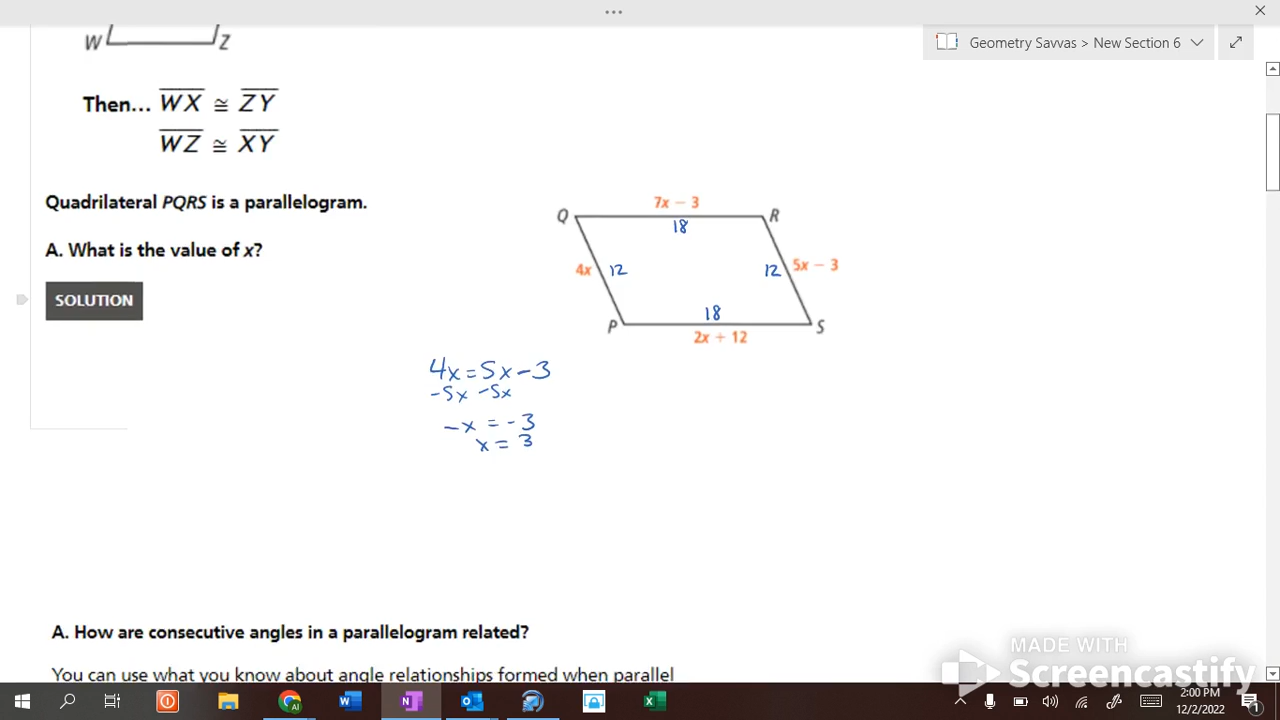 ...
Geometry Savvas > New Section 6
W Z
Then... WX ≅ ZY
WZ ≅ XY
Quadrilateral PQRS is a parallelogram.
A. What is the value of x?
SOLUTION
7x − 3
Q R
18
4x 12 12 5x − 3
18
P S
2x + 12
4x = 5x - 3
-5x -5x
-x = -3
x = 3
A. How are consecutive angles in a parallelogram related?
You can use what you know about angle relationships formed when parallel
MADE WITH
Screencastify
2:00 PM
12/2/2022